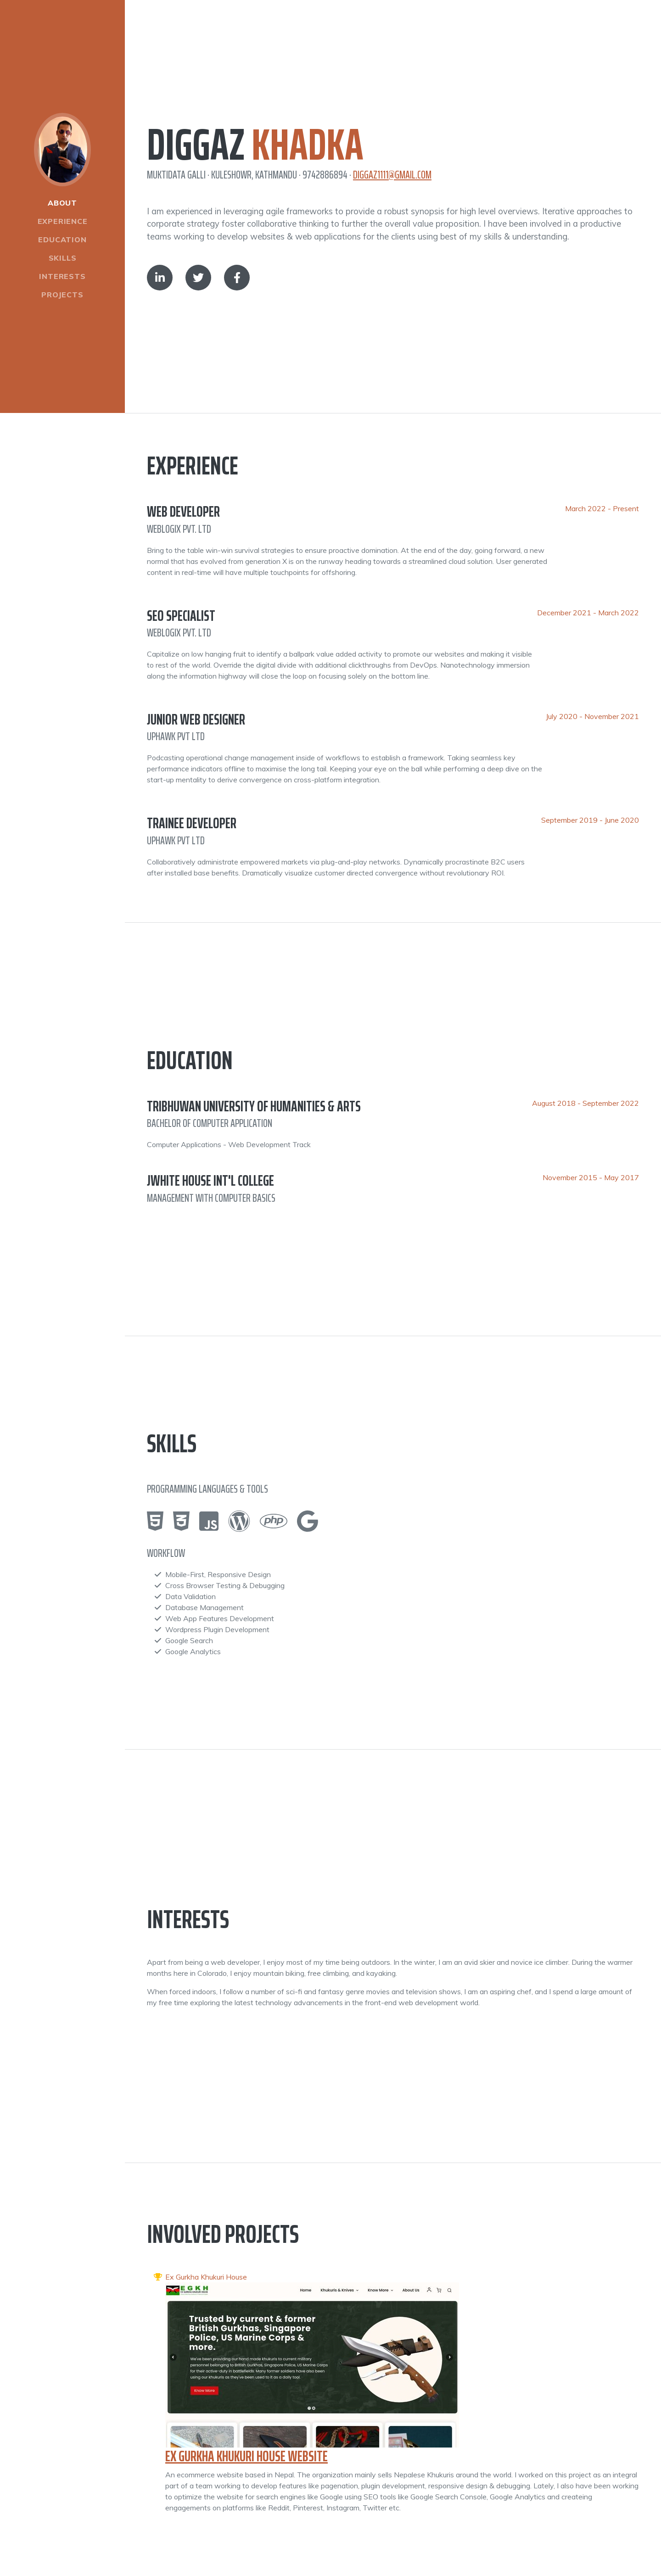 ABOUT
EXPERIENCE
EDUCATION
SKILLS
INTERESTS
PROJECTS
DIGGAZ KHADKA
MUKTIDATA GALLI · KULESHOWR, KATHMANDU · 9742886894 · DIGGAZ1111@GMAIL.COM
I am experienced in leveraging agile frameworks to provide a robust synopsis for high level overviews. Iterative approaches to
corporate strategy foster collaborative thinking to further the overall value proposition. I have been involved in a productive
teams working to develop websites & web applications for the clients using best of my skills & understanding.
EXPERIENCE
WEB DEVELOPER
March 2022 - Present
WEBLOGIX PVT. LTD
Bring to the table win-win survival strategies to ensure proactive domination. At the end of the day, going forward, a new
normal that has evolved from generation X is on the runway heading towards a streamlined cloud solution. User generated
content in real-time will have multiple touchpoints for offshoring.
SEO SPECIALIST
December 2021 - March 2022
WEBLOGIX PVT. LTD
Capitalize on low hanging fruit to identify a ballpark value added activity to promote our websites and making it visible
to rest of the world. Override the digital divide with additional clickthroughs from DevOps. Nanotechnology immersion
along the information highway will close the loop on focusing solely on the bottom line.
JUNIOR WEB DESIGNER
July 2020 - November 2021
UPHAWK PVT LTD
Podcasting operational change management inside of workflows to establish a framework. Taking seamless key
performance indicators offline to maximise the long tail. Keeping your eye on the ball while performing a deep dive on the
start-up mentality to derive convergence on cross-platform integration.
TRAINEE DEVELOPER
September 2019 - June 2020
UPHAWK PVT LTD
Collaboratively administrate empowered markets via plug-and-play networks. Dynamically procrastinate B2C users
after installed base benefits. Dramatically visualize customer directed convergence without revolutionary ROI.
EDUCATION
TRIBHUWAN UNIVERSITY OF HUMANITIES & ARTS
August 2018 - September 2022
BACHELOR OF COMPUTER APPLICATION
Computer Applications - Web Development Track
JWHITE HOUSE INT'L COLLEGE
November 2015 - May 2017
MANAGEMENT WITH COMPUTER BASICS
SKILLS
PROGRAMMING LANGUAGES & TOOLS
JS
php
WORKFLOW
Mobile-First, Responsive Design
Cross Browser Testing & Debugging
Data Validation
Database Management
Web App Features Development
Wordpress Plugin Development
Google Search
Google Analytics
INTERESTS
Apart from being a web developer, I enjoy most of my time being outdoors. In the winter, I am an avid skier and novice ice climber. During the warmer
months here in Colorado, I enjoy mountain biking, free climbing, and kayaking.
When forced indoors, I follow a number of sci-fi and fantasy genre movies and television shows, I am an aspiring chef, and I spend a large amount of
my free time exploring the latest technology advancements in the front-end web development world.
INVOLVED PROJECTS
Ex Gurkha Khukuri House
EGKH
Home Khukuris & Knives Know More About Us
Trusted by current & former
British Gurkhas, Singapore
Police, US Marine Corps &
more.
Know More
EX GURKHA KHUKURI HOUSE WEBSITE
An ecommerce website based in Nepal. The organization mainly sells Nepalese Khukuris around the world. I worked on this project as an integral
part of a team working to develop features like pagenation, plugin development, responsive design & debugging. Lately, I also have been working
to optimize the website for search engines like Google using SEO tools like Google Search Console, Google Analytics and createing
engagements on platforms like Reddit, Pinterest, Instagram, Twitter etc.